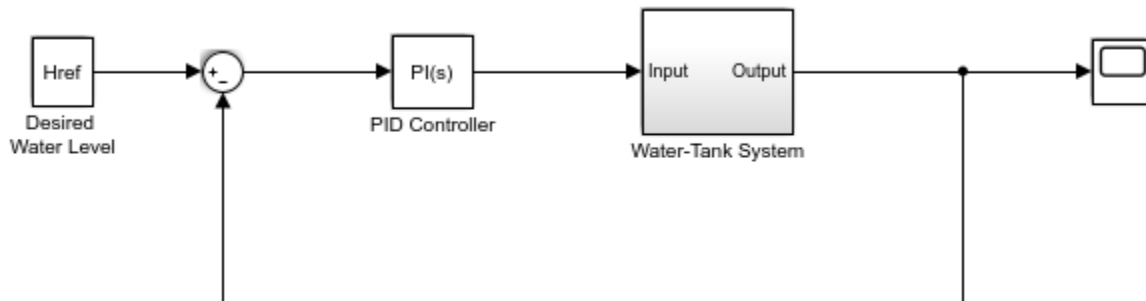 Href
+
−
PI(s)
Input
Output
Desired
Water Level
PID Controller
Water-Tank System